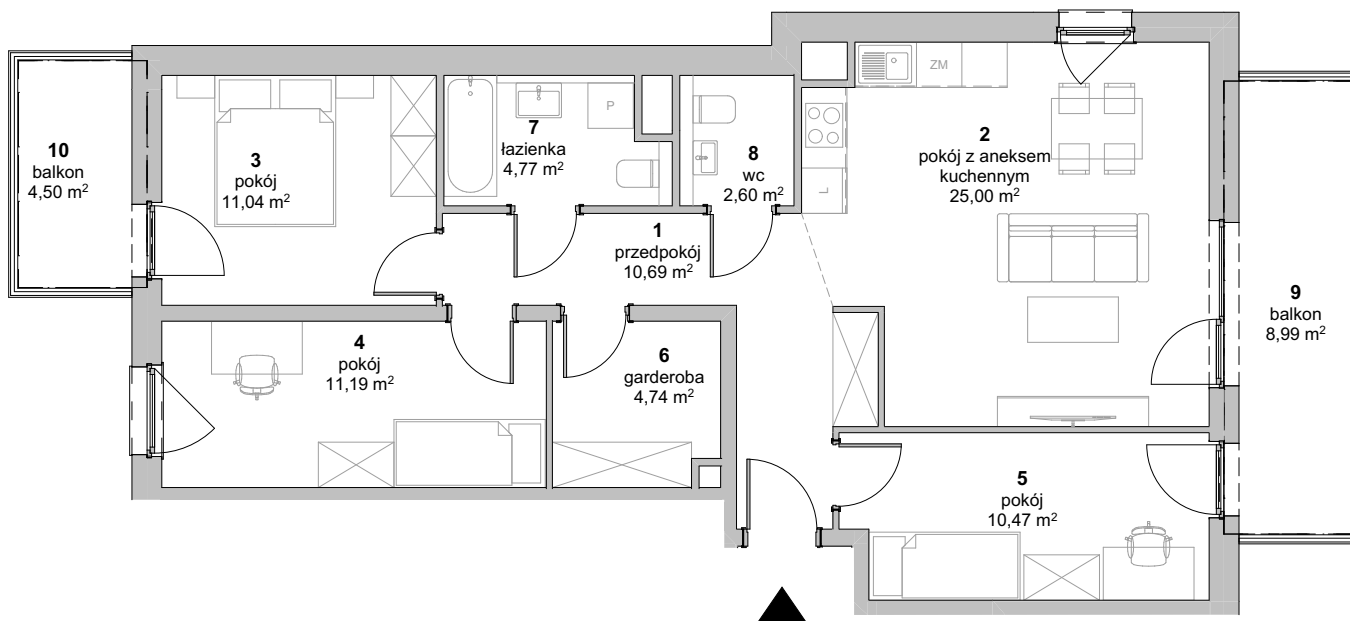 10
balkon
4,50 m²
3
pokój
11,04 m²
7
łazienka
4,77 m²
P
8
wc
2,60 m²
ZM
L
2
pokój z aneksem
kuchennym
25,00 m²
1
przedpokój
10,69 m²
9
balkon
8,99 m²
4
pokój
11,19 m²
6
garderoba
4,74 m²
5
pokój
10,47 m²